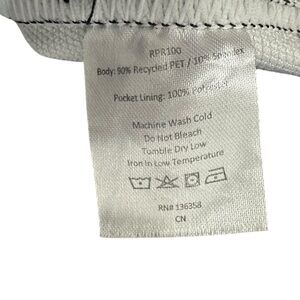 RPR100
Body: 90% Recycled PET / 10% Spandex
Pocket Lining: 100% Polyester
Machine Wash Cold
Do Not Bleach
Tumble Dry Low
Iron In Low Temperature
RN# 136358
CN